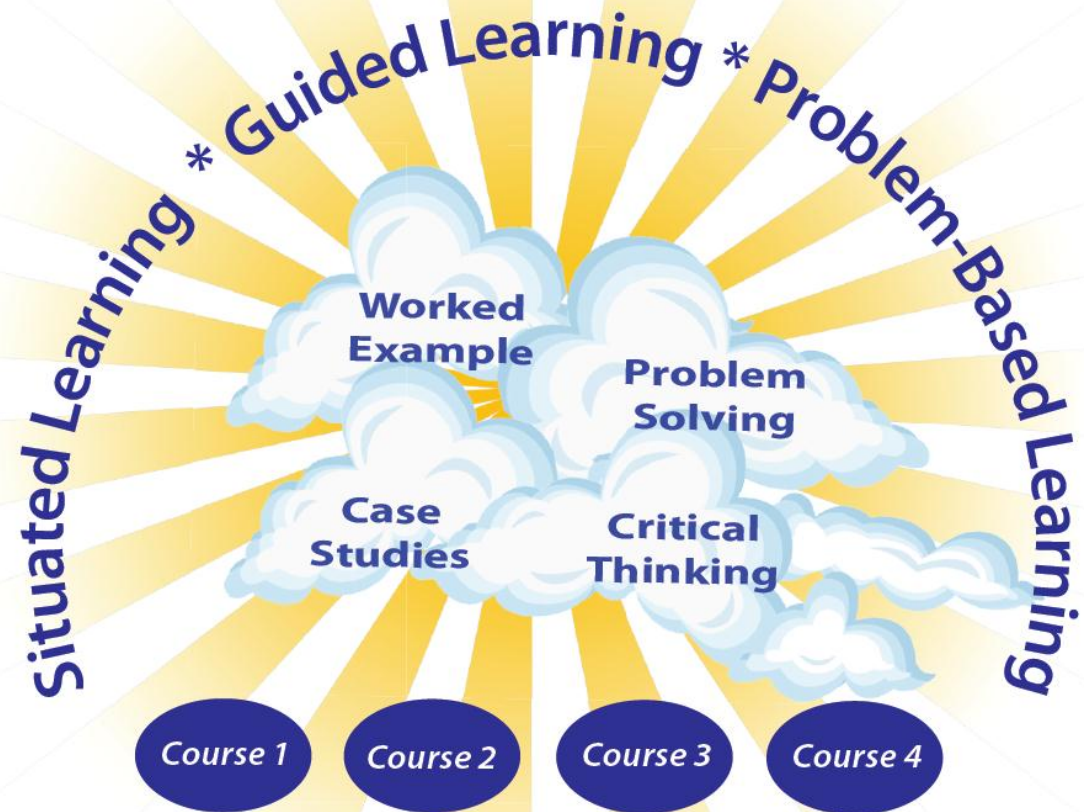 Situated Learning * Guided Learning * Problem-Based Learning
Worked
Example
Problem
Solving
Case
Studies
Critical
Thinking
Course 1
Course 2
Course 3
Course 4